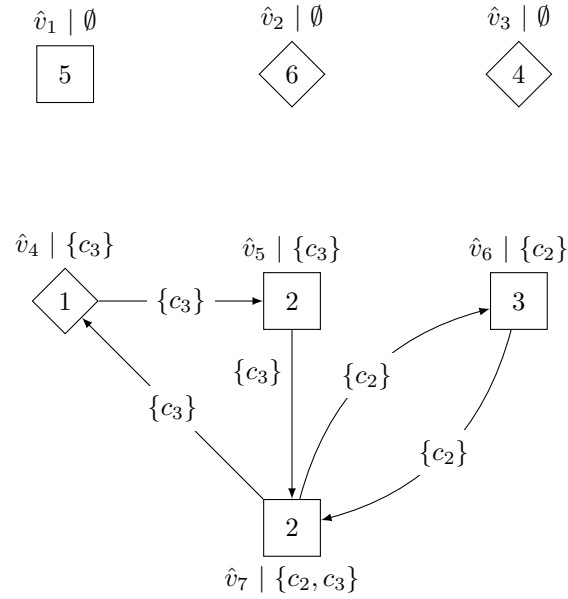 v̂₁ | ∅
v̂₂ | ∅
v̂₃ | ∅
5
6
4
v̂₄ | {c₃}
v̂₅ | {c₃}
v̂₆ | {c₂}
1
{c₃}
2
3
{c₃}
{c₂}
{c₃}
{c₂}
2
v̂₇ | {c₂, c₃}